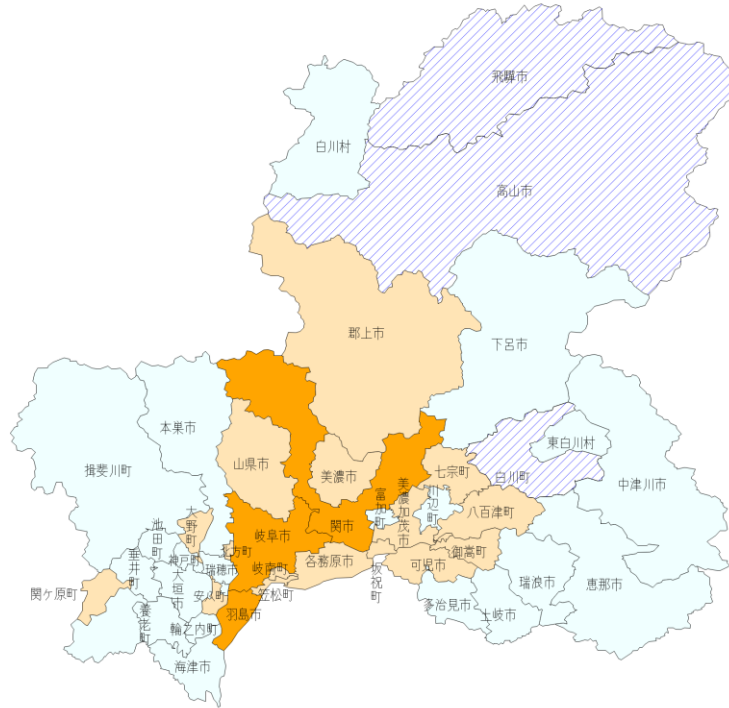 飛騨市
白川村
高山市
郡上市
下呂市
本巣市
東白川村
山県市
七宗町
揖斐川町
美濃市
白川町
中津川市
富加町
美濃加茂市
川辺町
大野町
八百津町
池田町
岐阜市
関市
北方町
御嵩町
垂井町
神戸町
各務原市
可児市
瑞穂市
岐南町
坂祝町
瑞浪市
恵那市
関ケ原町
大垣市
安八町
笠松町
多治見市
土岐市
養老町
羽島市
輪之内町
海津市